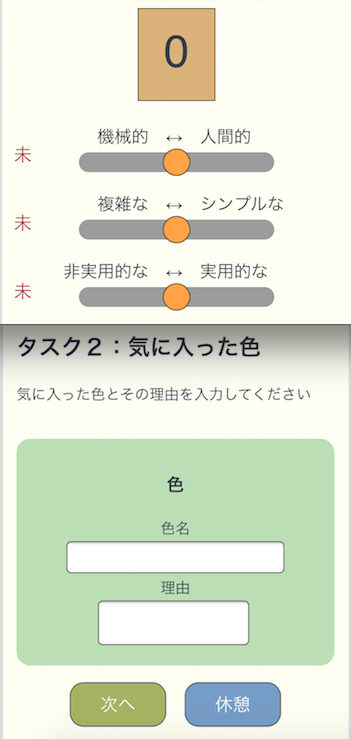 0
機械的 ↔ 人間的
未
複雑な ↔ シンプルな
未
非実用的な ↔ 実用的な
未
タスク２：気に入った色
気に入った色とその理由を入力してください
色
色名
理由
次へ 休憩